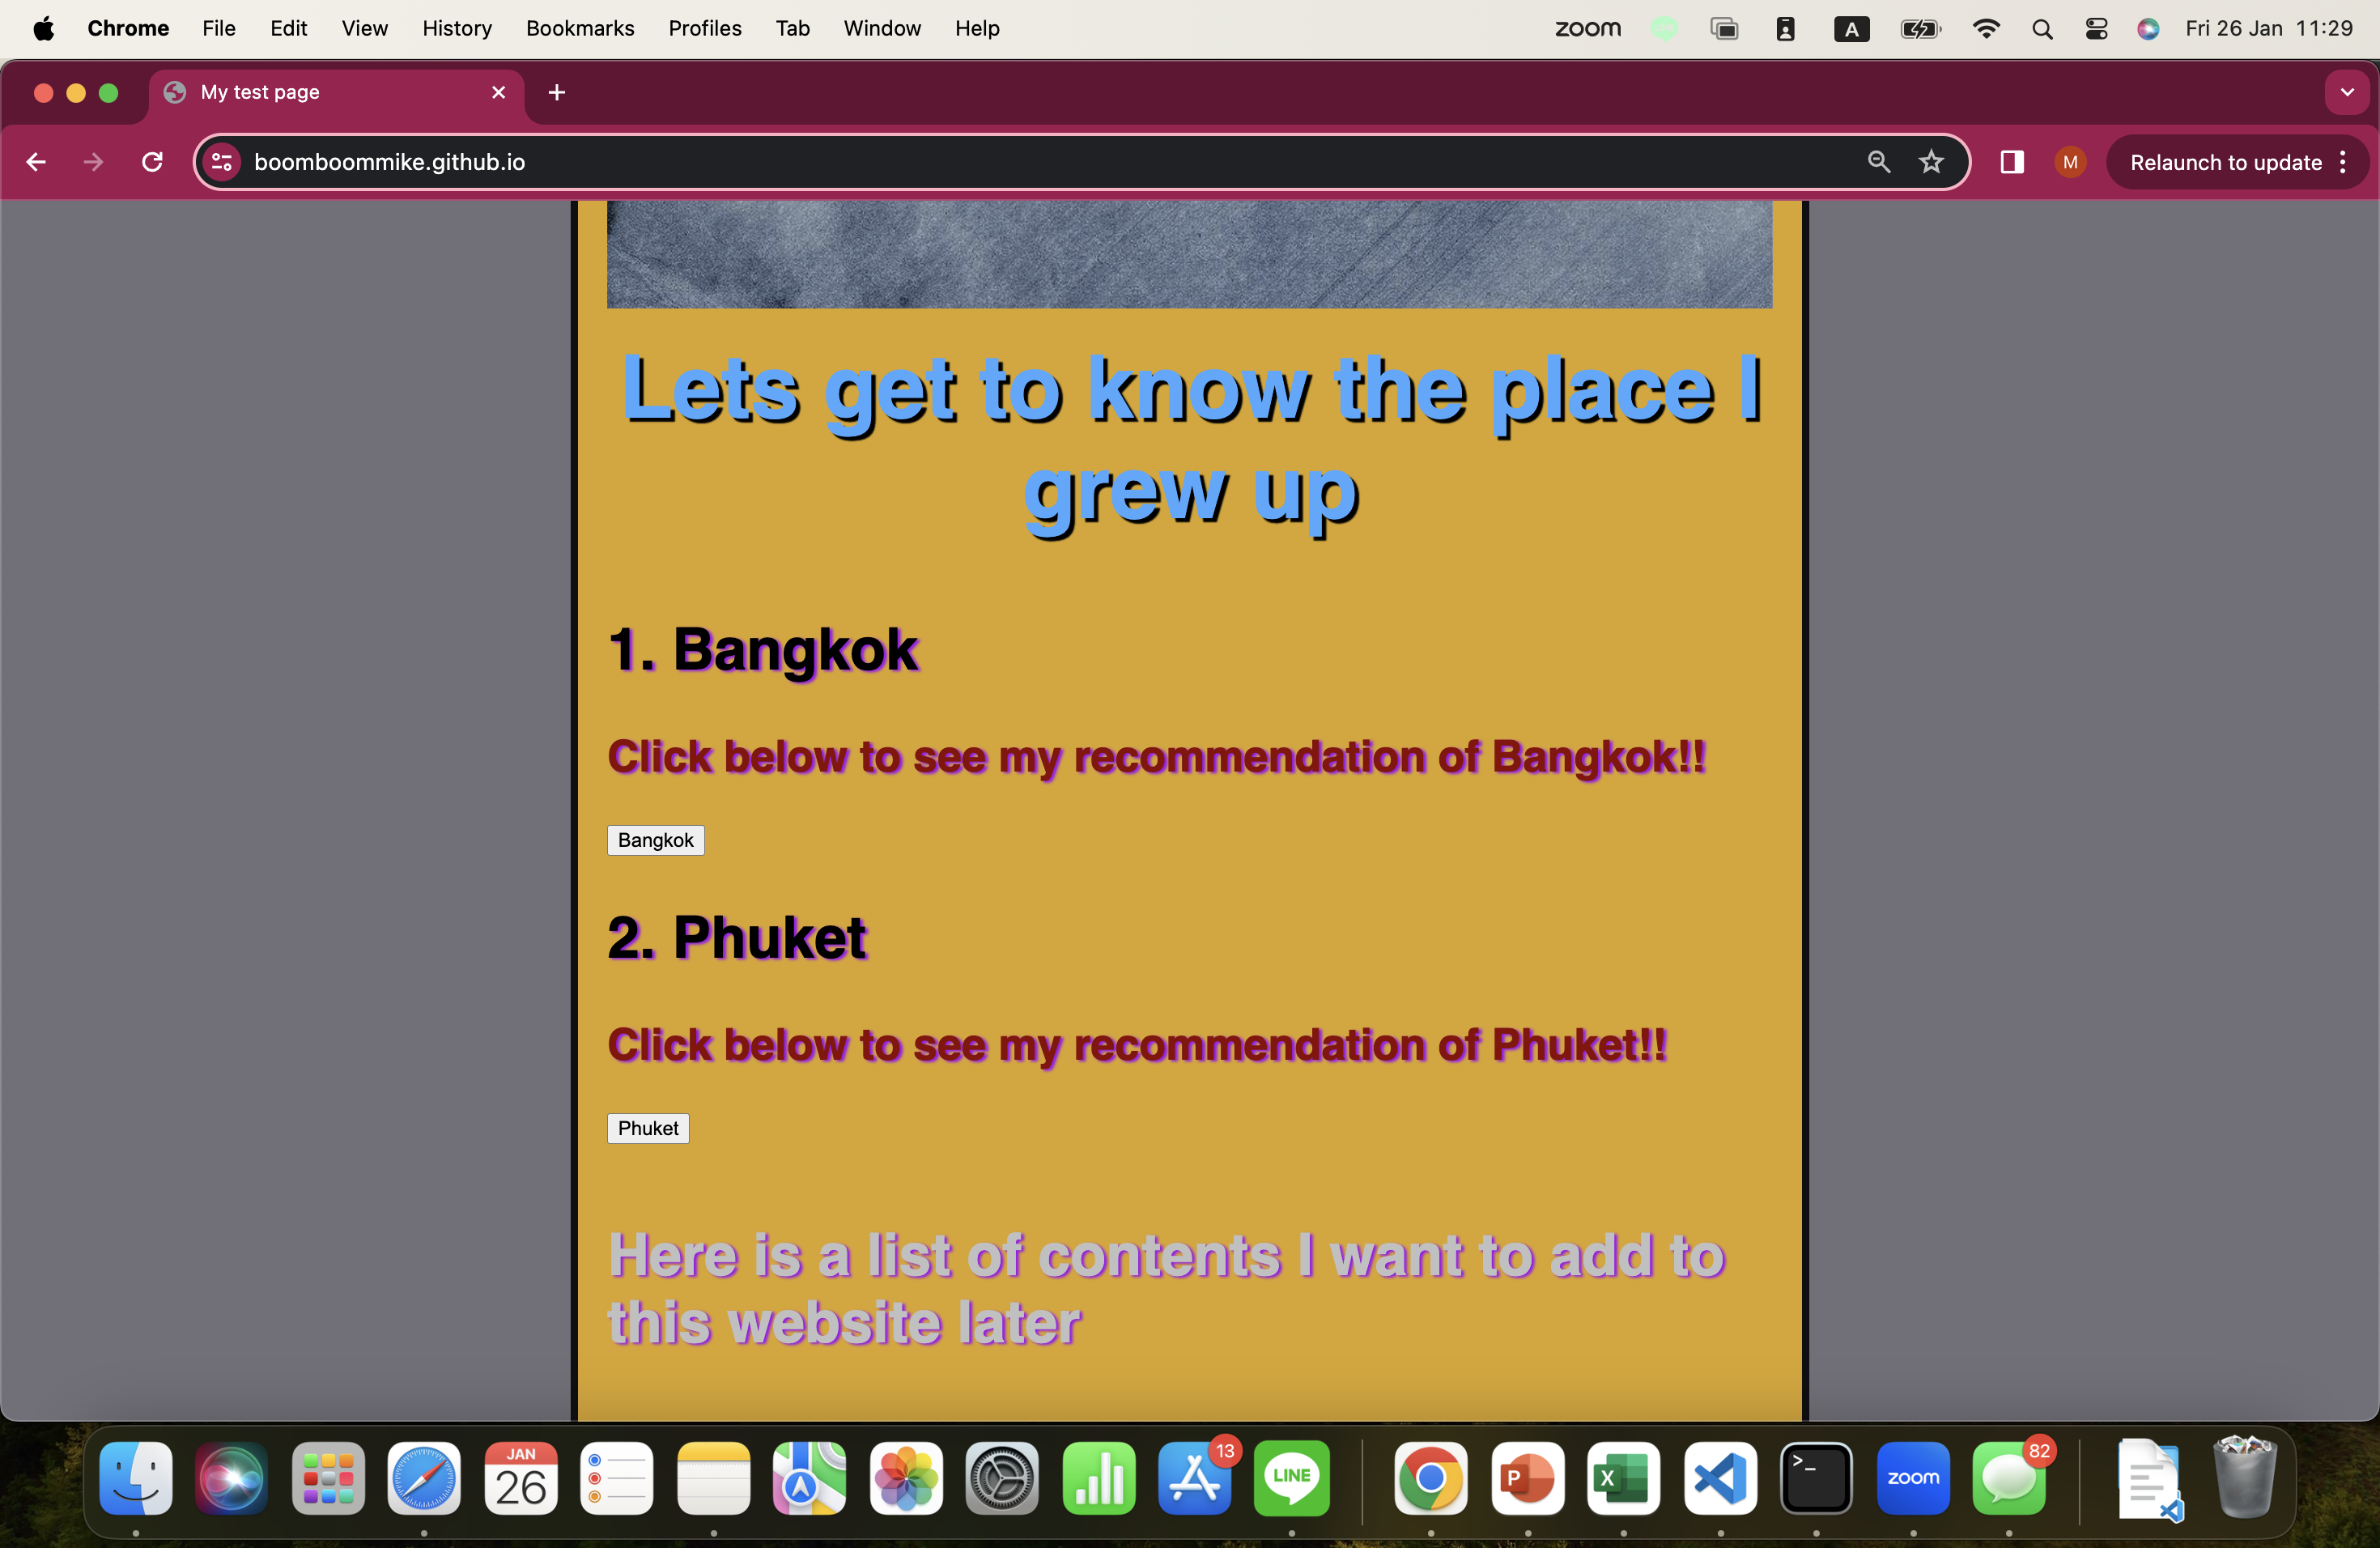 Chrome File Edit View History Bookmarks Profiles Tab Window Help zoom A Fri 26 Jan 11:29
My test page
boomboommike.github.io M Relaunch to update
Lets get to know the place I
grew up
1. Bangkok
Click below to see my recommendation of Bangkok!!
Bangkok
2. Phuket
Click below to see my recommendation of Phuket!!
Phuket
Here is a list of contents I want to add to
this website later
JAN 13 82
26 LINE P X >_ zoom